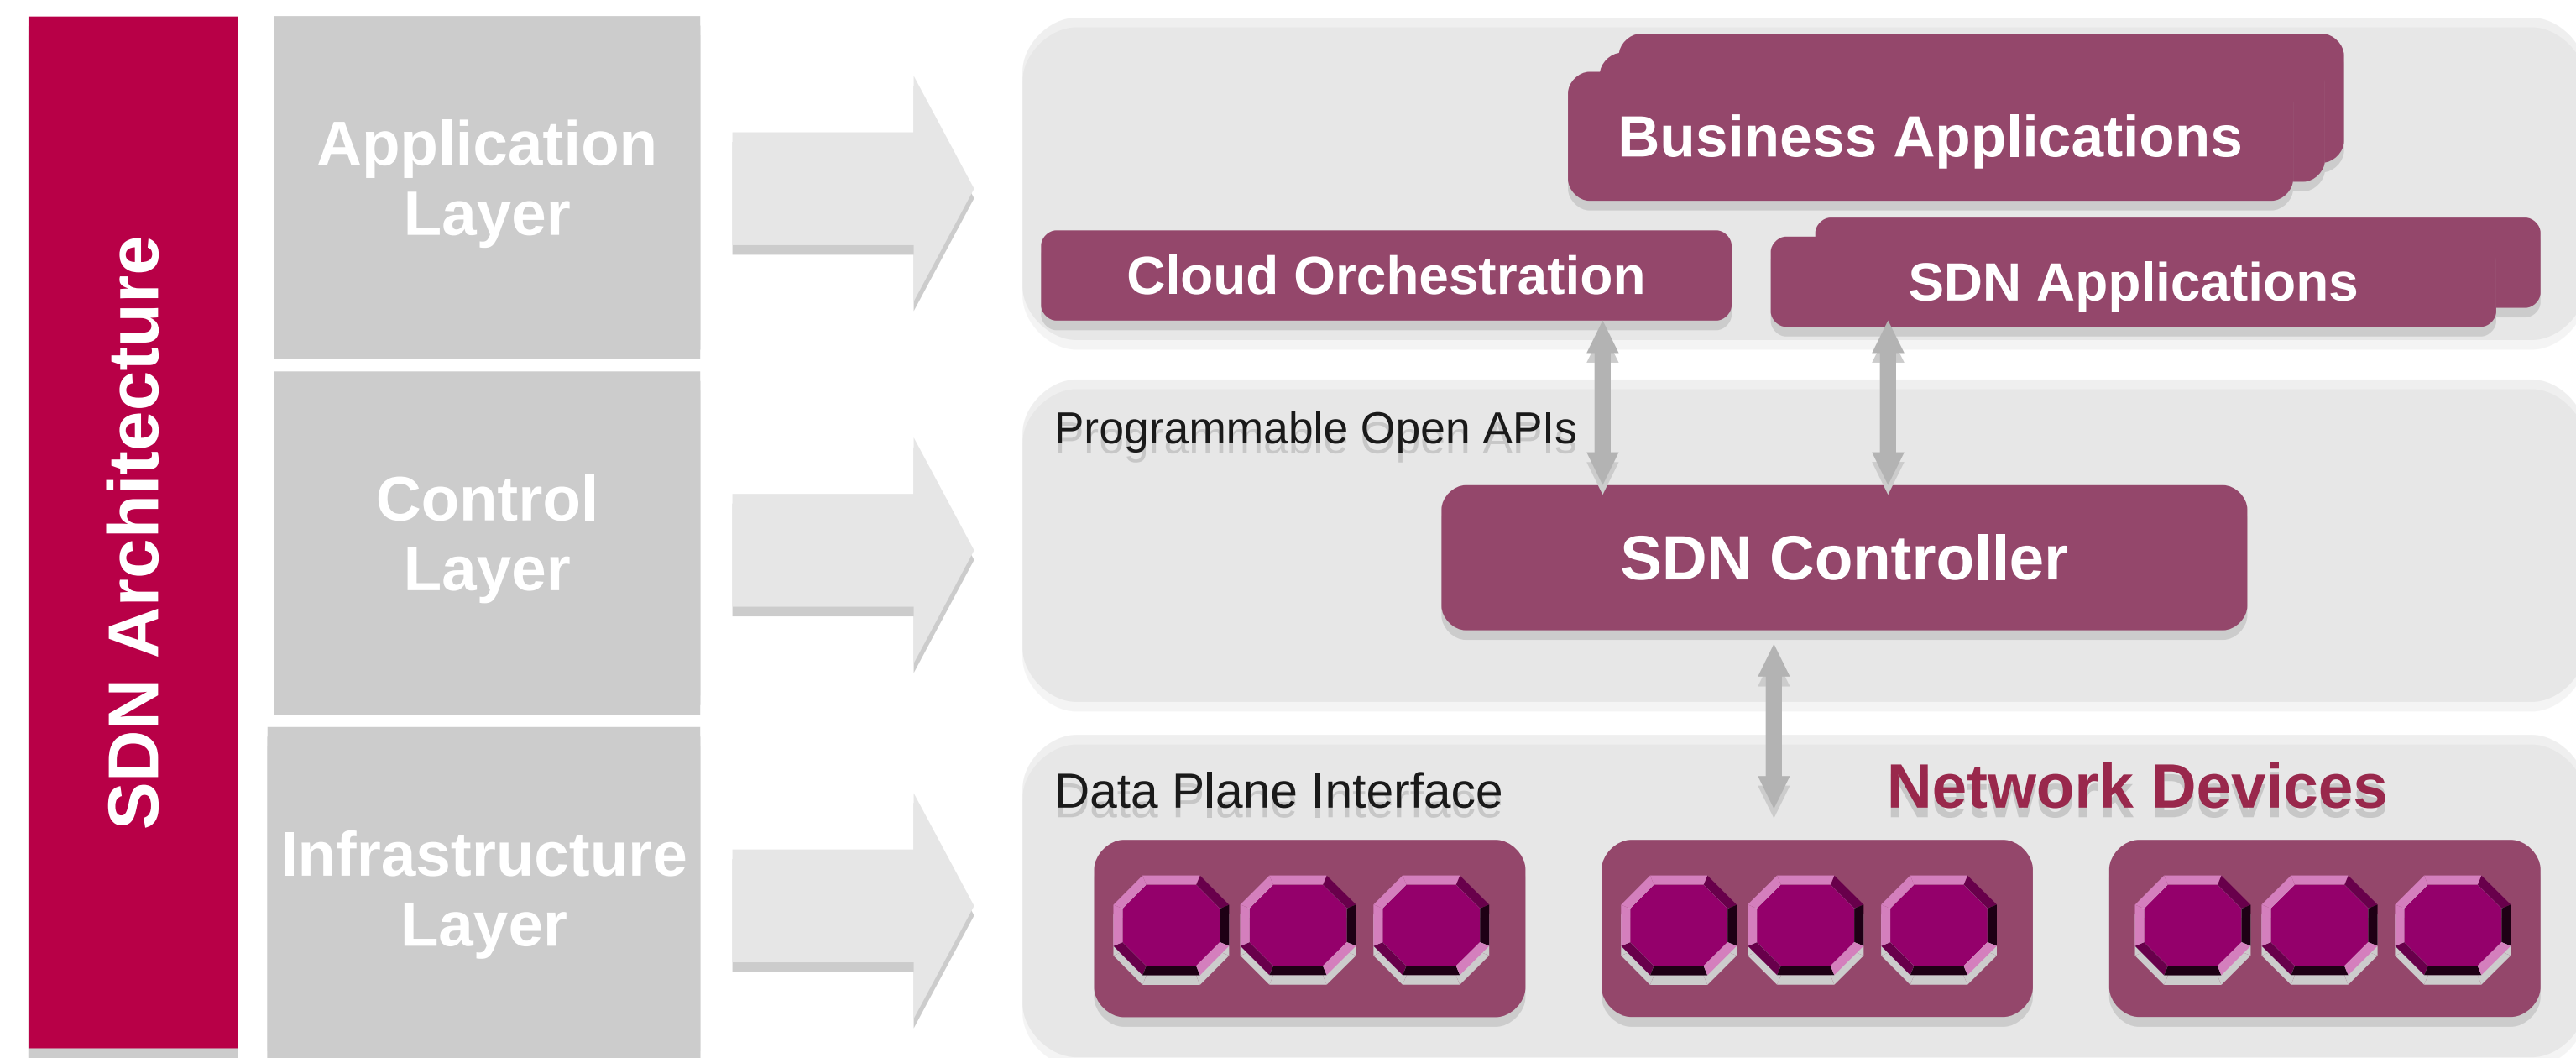 SDN Architecture
Application
Layer
Business Applications
Cloud Orchestration
SDN Applications
Control
Layer
Programmable Open APIs
SDN Controller
Infrastructure
Layer
Data Plane Interface
Network Devices